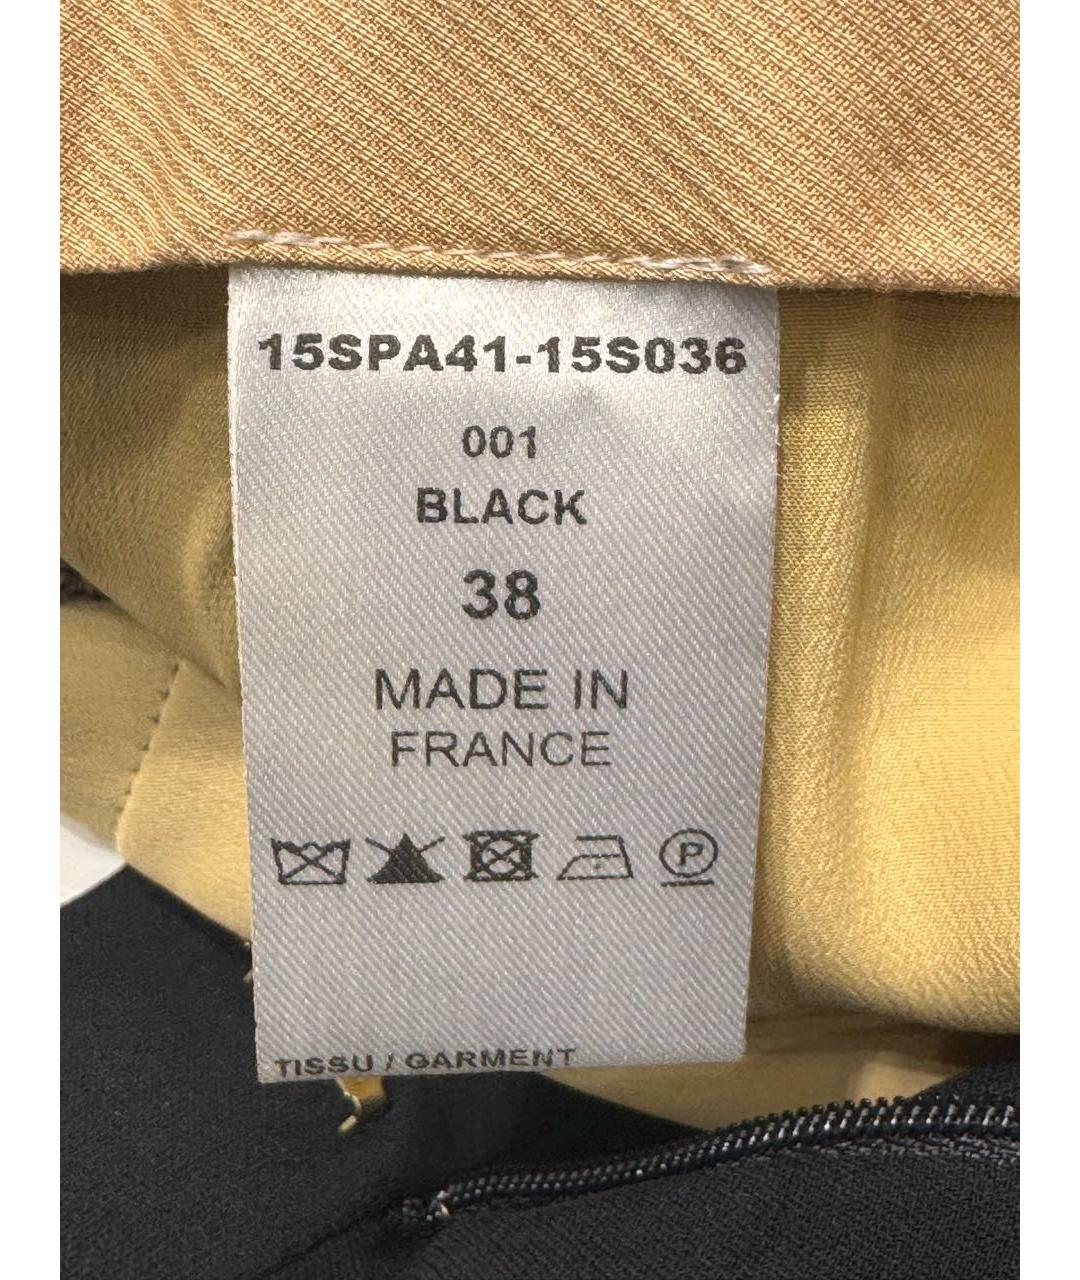 15SPA41-15S036
001
BLACK
38
MADE IN
FRANCE
P
TISSU / GARMENT